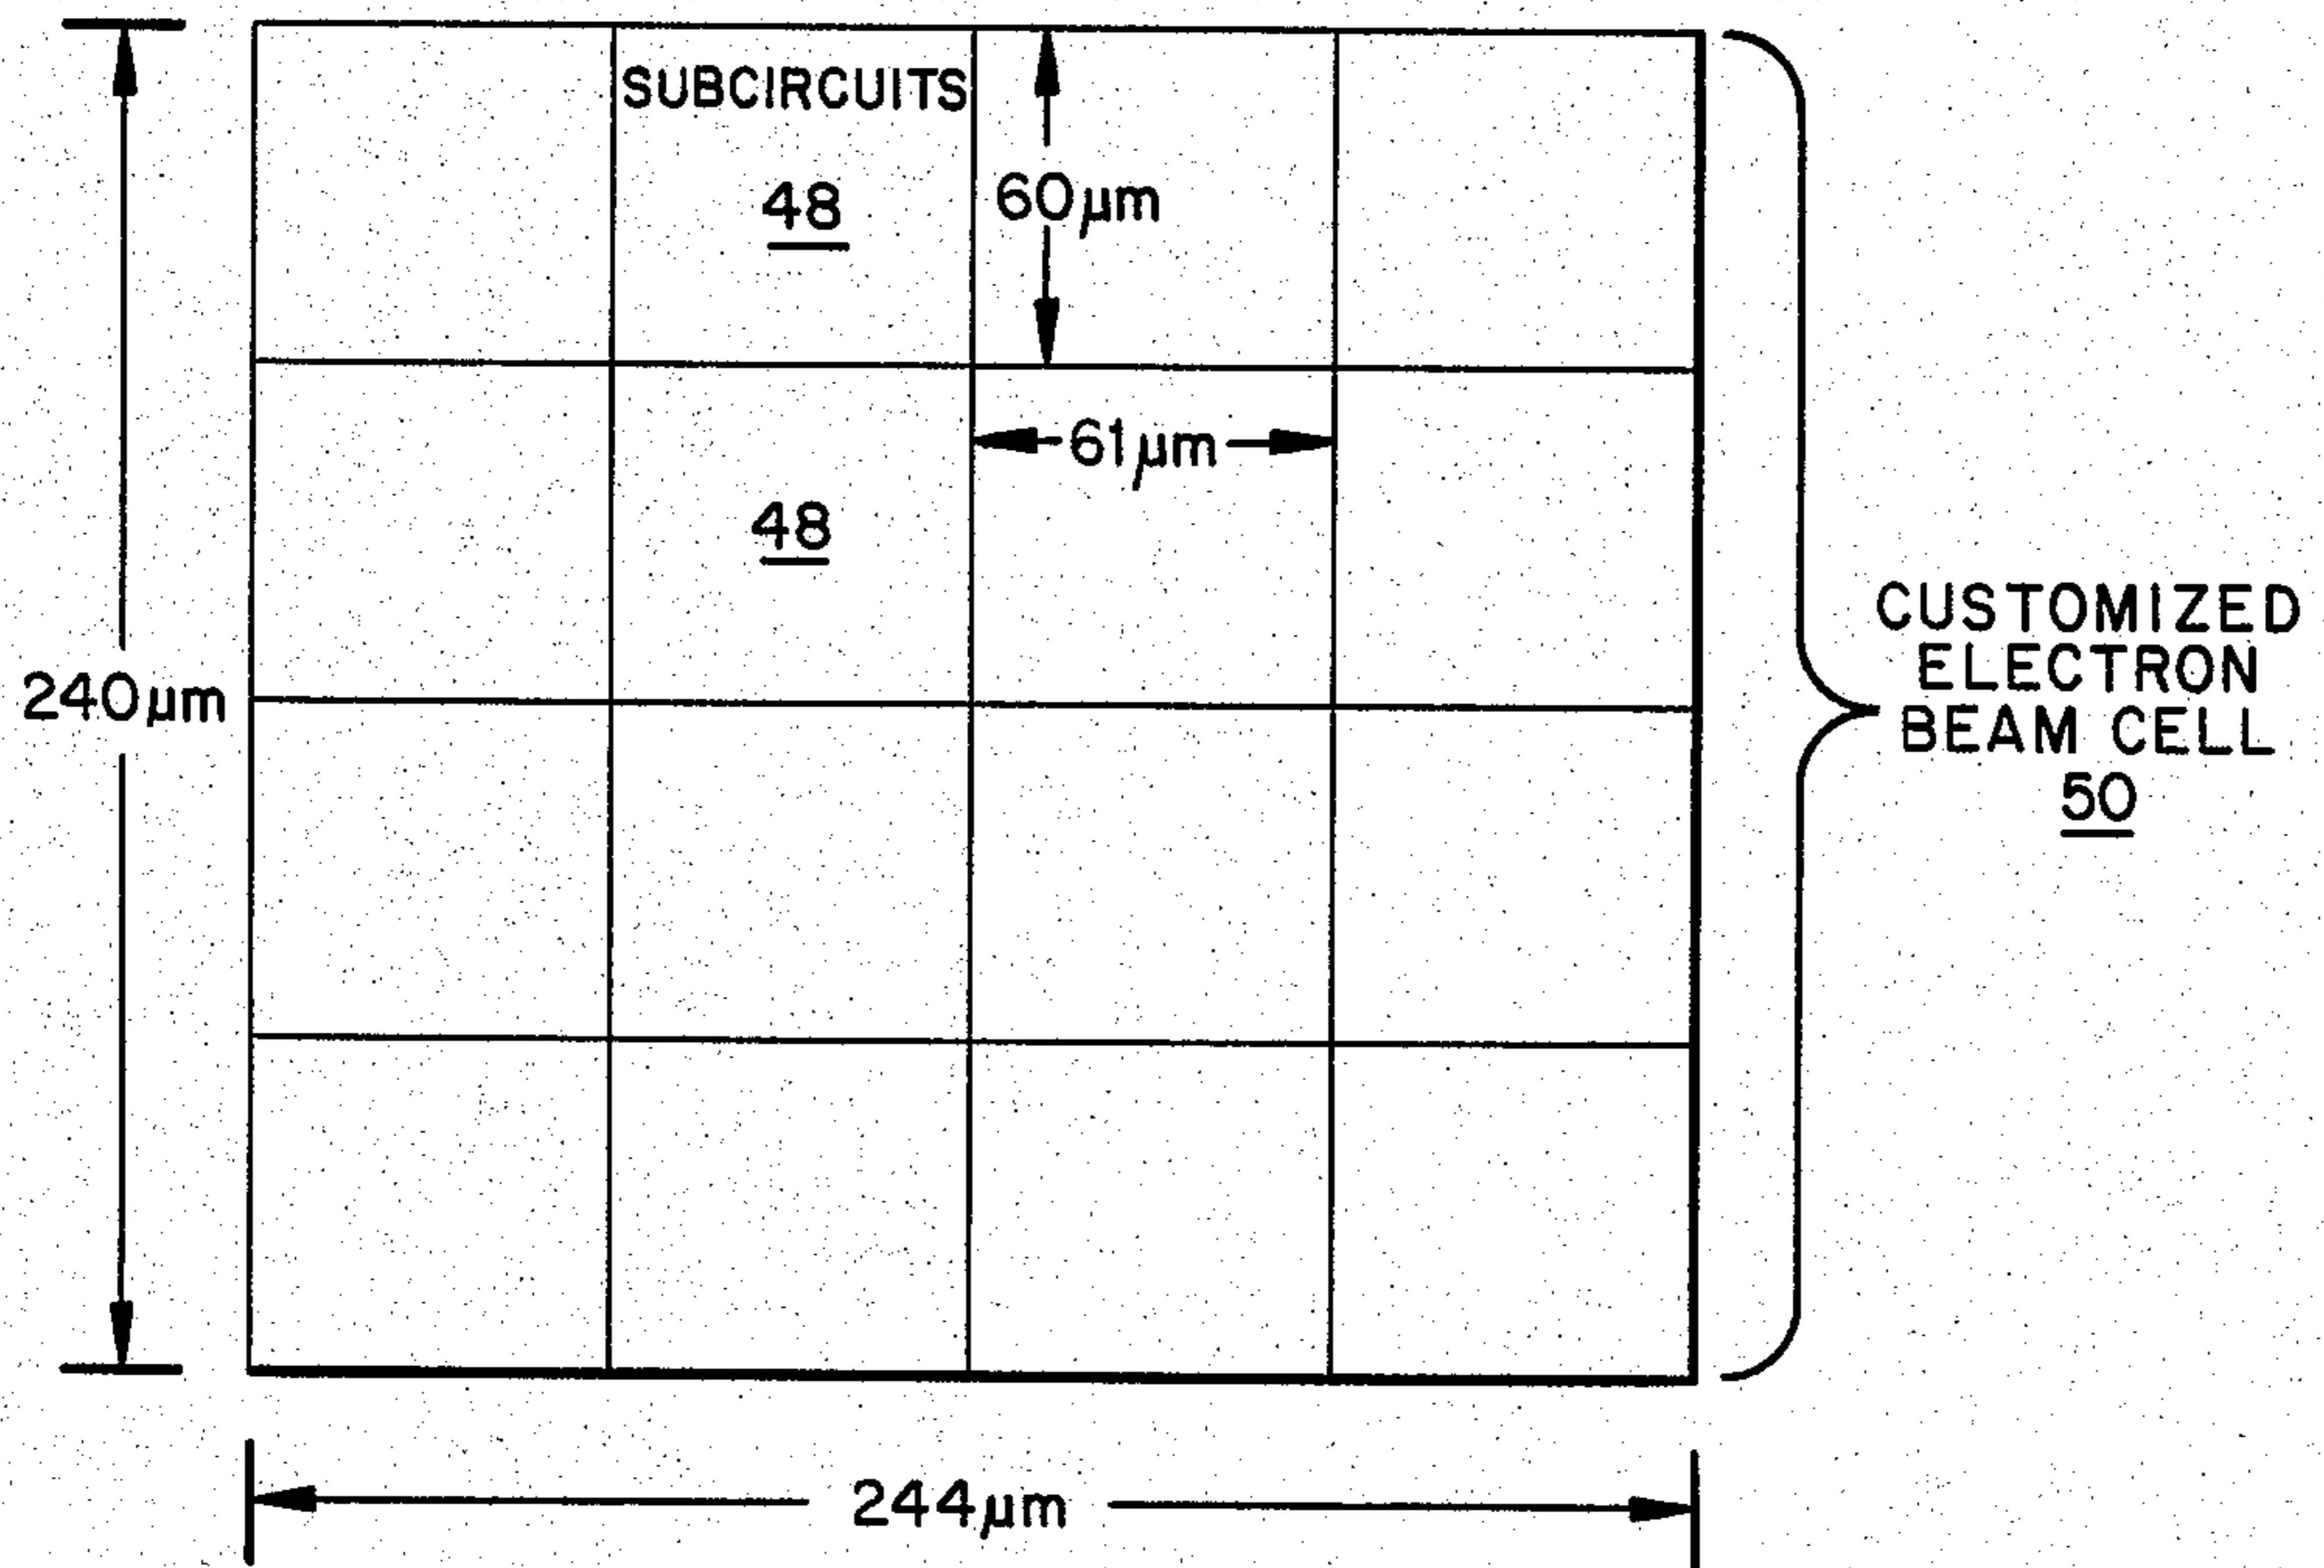 SUBCIRCUITS
48
60µm
61µm
48
240µm
CUSTOMIZED
ELECTRON
BEAM CELL
50
244µm